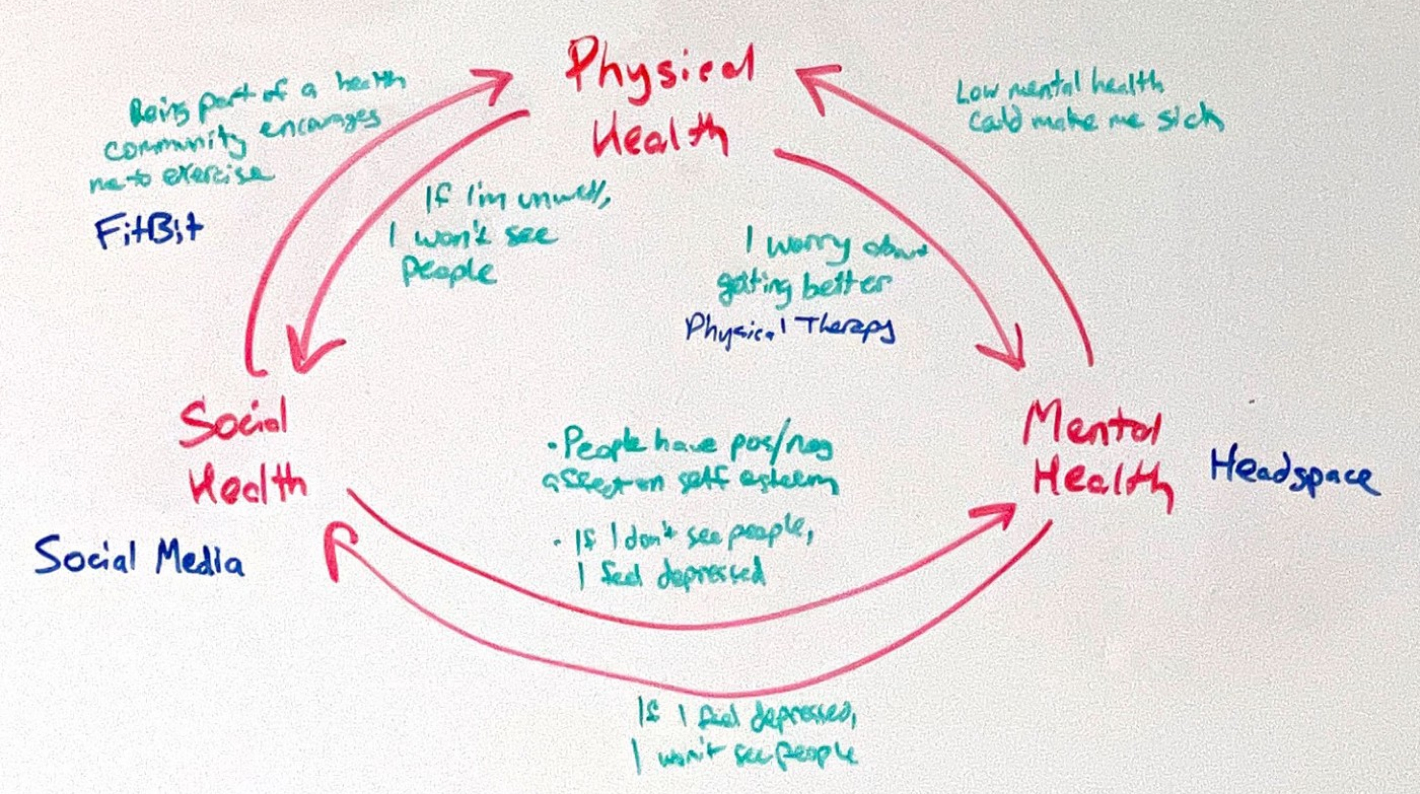 Physical
Health
Being part of a health
community encourages
me to exercise
FitBit
If I'm unwell,
I won't see
people
Low mental health
could make me sick
I worry about
getting better
Physical Therapy
Social
Health
Social Media
Mental
Health
Headspace
• People have pos/neg
affect on self esteem
• If I don't see people,
I feel depressed
If I feel depressed,
I won't see people